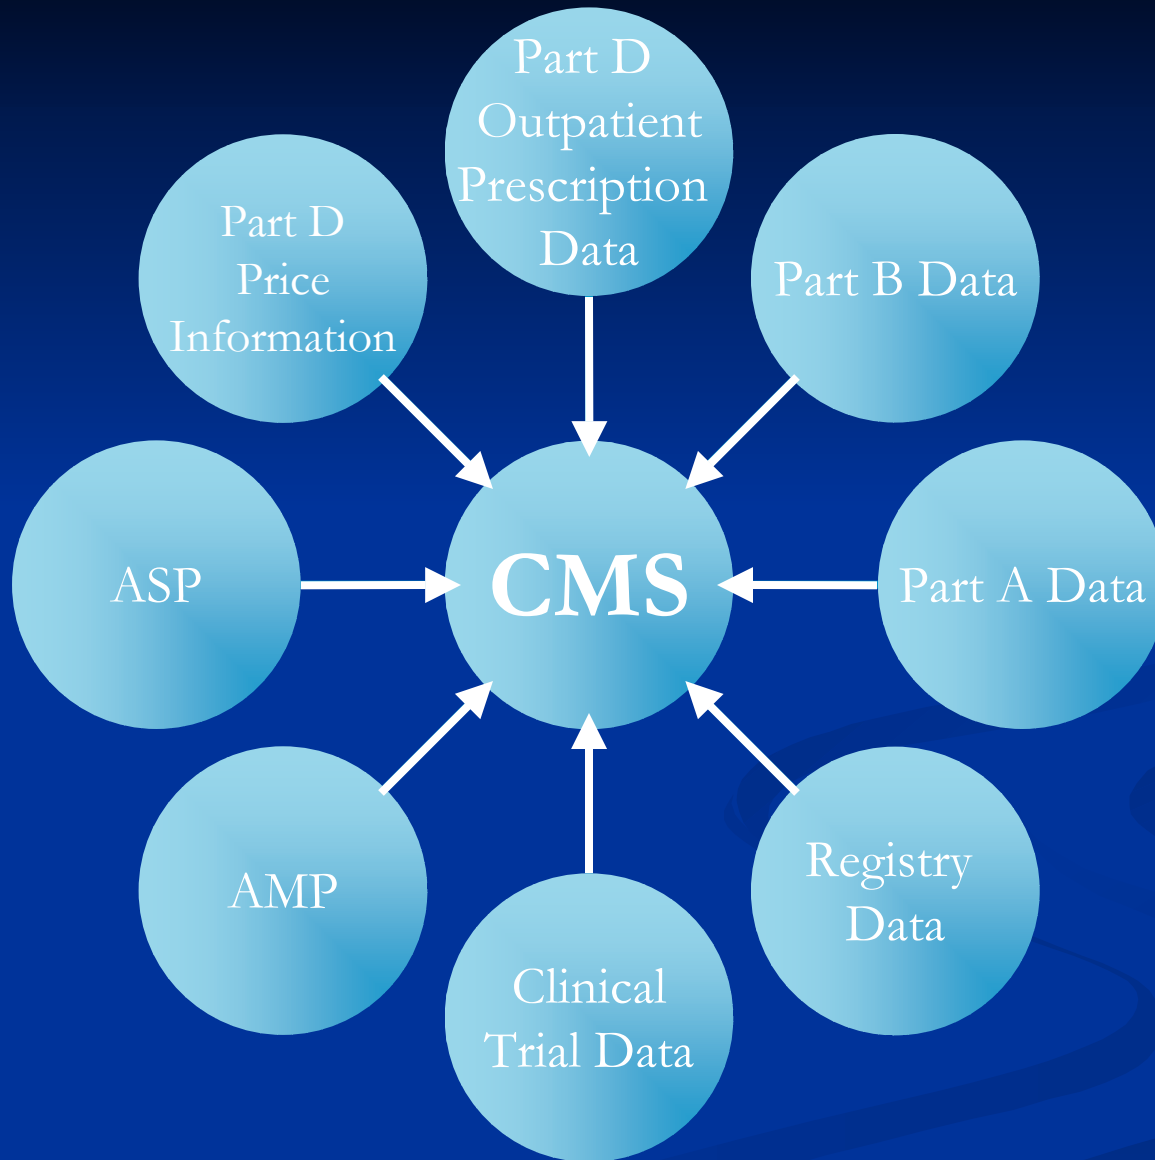 Part D
Outpatient
Prescription
Data
Part D
Price
Information
Part B Data
ASP
CMS
Part A Data
AMP
Registry
Data
Clinical
Trial Data